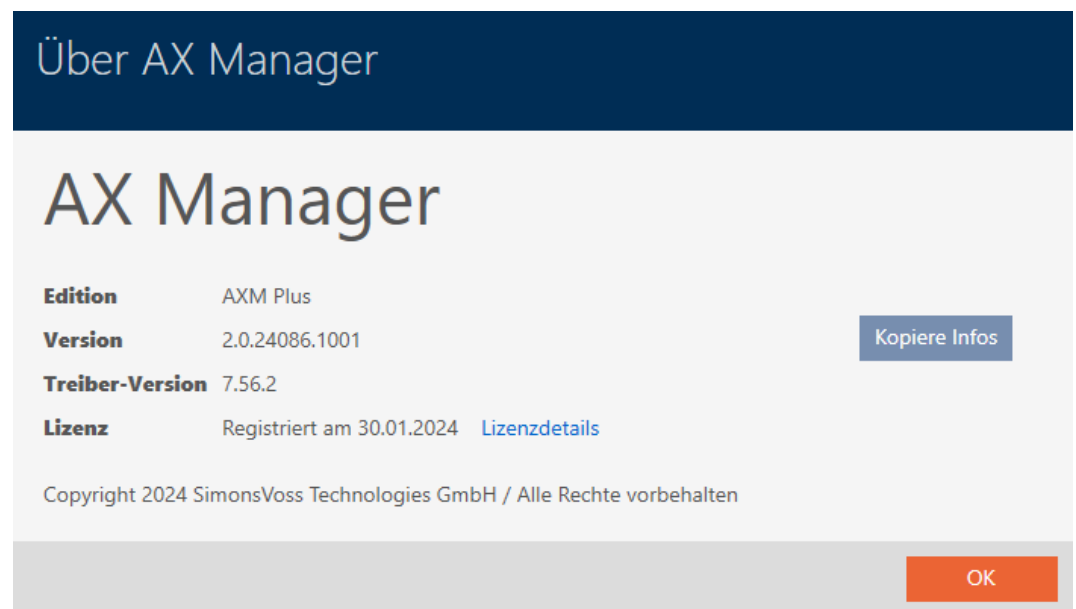 Über AX Manager
AX Manager
Edition AXM Plus
Version 2.0.24086.1001
Kopiere Infos
Treiber-Version 7.56.2
Lizenz Registriert am 30.01.2024 Lizenzdetails
Copyright 2024 SimonsVoss Technologies GmbH / Alle Rechte vorbehalten
OK